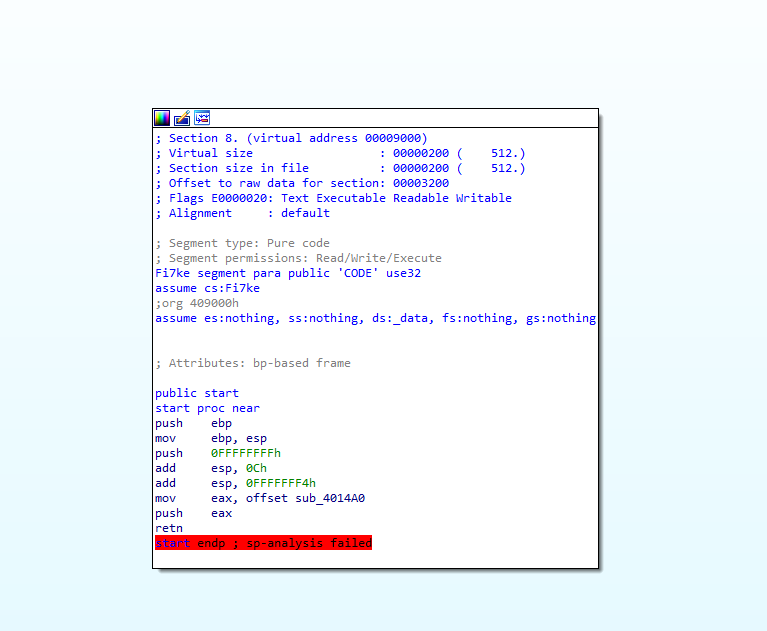 ; Section 8. (virtual address 00009000)
; Virtual size                  : 00000200 (    512.)
; Section size in file          : 00000200 (    512.)
; Offset to raw data for section: 00003200
; Flags E0000020: Text Executable Readable Writable
; Alignment     : default
; Segment type: Pure code
; Segment permissions: Read/Write/Execute
Fi7ke segment para public 'CODE' use32
assume cs:Fi7ke
;org 409000h
assume es:nothing, ss:nothing, ds:_data, fs:nothing, gs:nothing
; Attributes: bp-based frame
public start
start proc near
push    ebp
mov     ebp, esp
push    0FFFFFFFFh
add     esp, 0Ch
add     esp, 0FFFFFFF4h
mov     eax, offset sub_4014A0
push    eax
retn
start endp ; sp-analysis failed